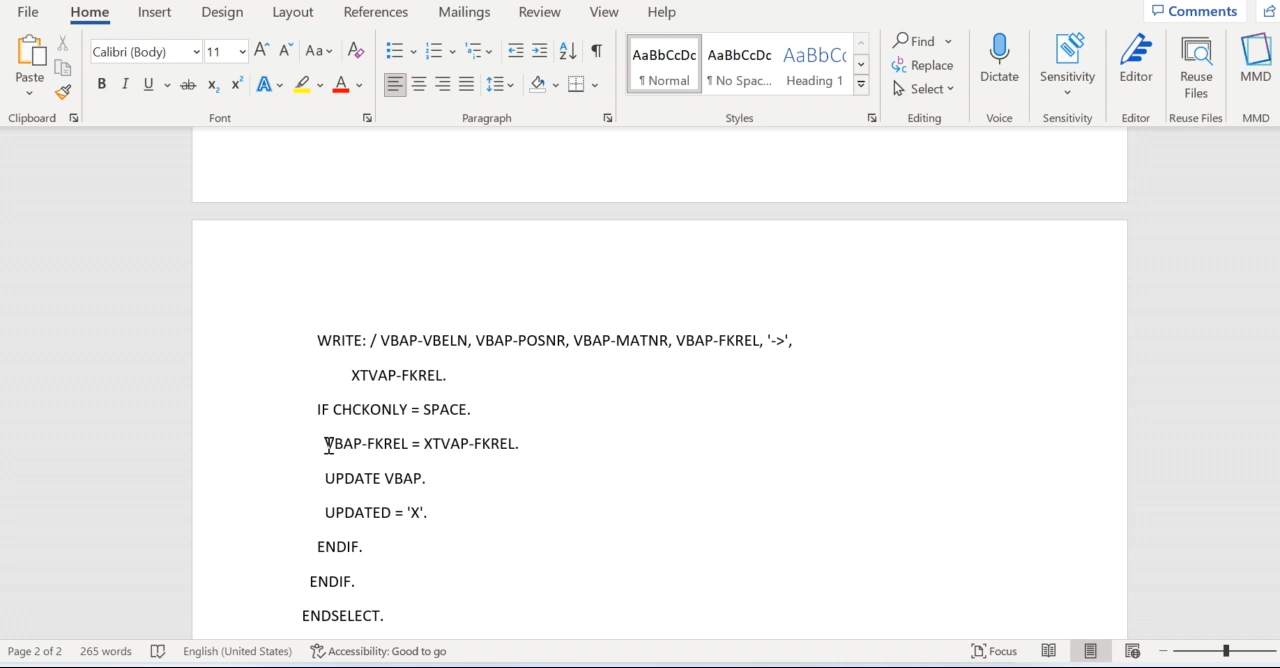 File Home Insert Design Layout References Mailings Review View Help Comments
Calibri (Body) 11 Aa
AaBbCcDc AaBbCcDc AaBbCc
Find
Paste
Replace
Dictate Sensitivity Editor Reuse Files MMD
¶ Normal ¶ No Spac... Heading 1
B I U ab x2 x2 A A
Select
Clipboard Font Paragraph Styles Editing Voice Sensitivity Editor Reuse Files MMD
WRITE: / VBAP-VBELN, VBAP-POSNR, VBAP-MATNR, VBAP-FKREL, '->',
XTVAP-FKREL.
IF CHCKONLY = SPACE.
VBAP-FKREL = XTVAP-FKREL.
UPDATE VBAP.
UPDATED = 'X'.
ENDIF.
ENDIF.
ENDSELECT.
Page 2 of 2 265 words English (United States) Accessibility: Good to go Focus